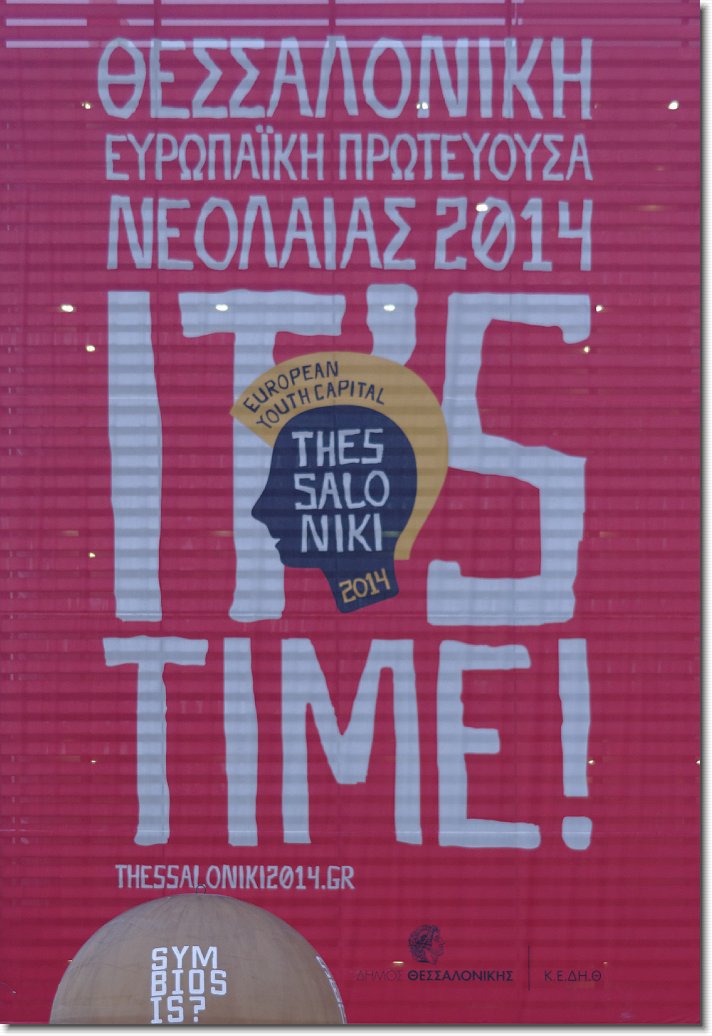 ΘΕΣΣΑΛΟΝΙΚΗ
ΕΥΡΩΠΑΪΚΗ ΠΡΩΤΕΥΟΥΣΑ
ΝΕΟΛΑΙΑΣ 2014
IT'S
EUROPEAN
YOUTH CAPITAL
THES
SALO
NIKI
2014
TIME!
THESSALONIKI2014.GR
SYM
BIOS
IS?
ΔΗΜΟΣ ΘΕΣΣΑΛΟΝΙΚΗΣ
Κ.Ε.ΔΗ.Θ